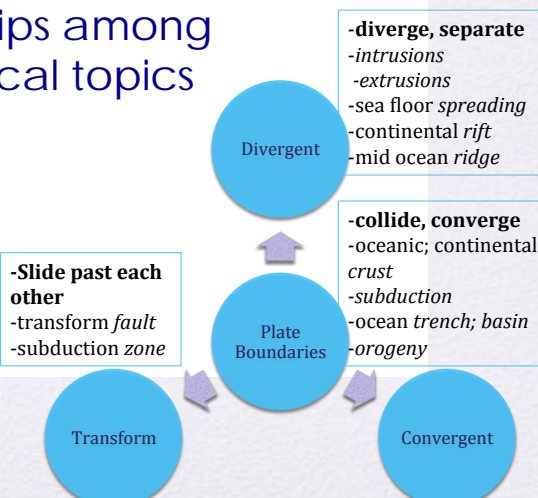 ips among
cal topics
-diverge, separate
-intrusions
-extrusions
-sea floor spreading
-continental rift
-mid ocean ridge
Divergent
-collide, converge
-oceanic; continental
crust
-subduction
-ocean trench; basin
-orogeny
-Slide past each
other
-transform fault
-subduction zone
Plate
Boundaries
Transform
Convergent